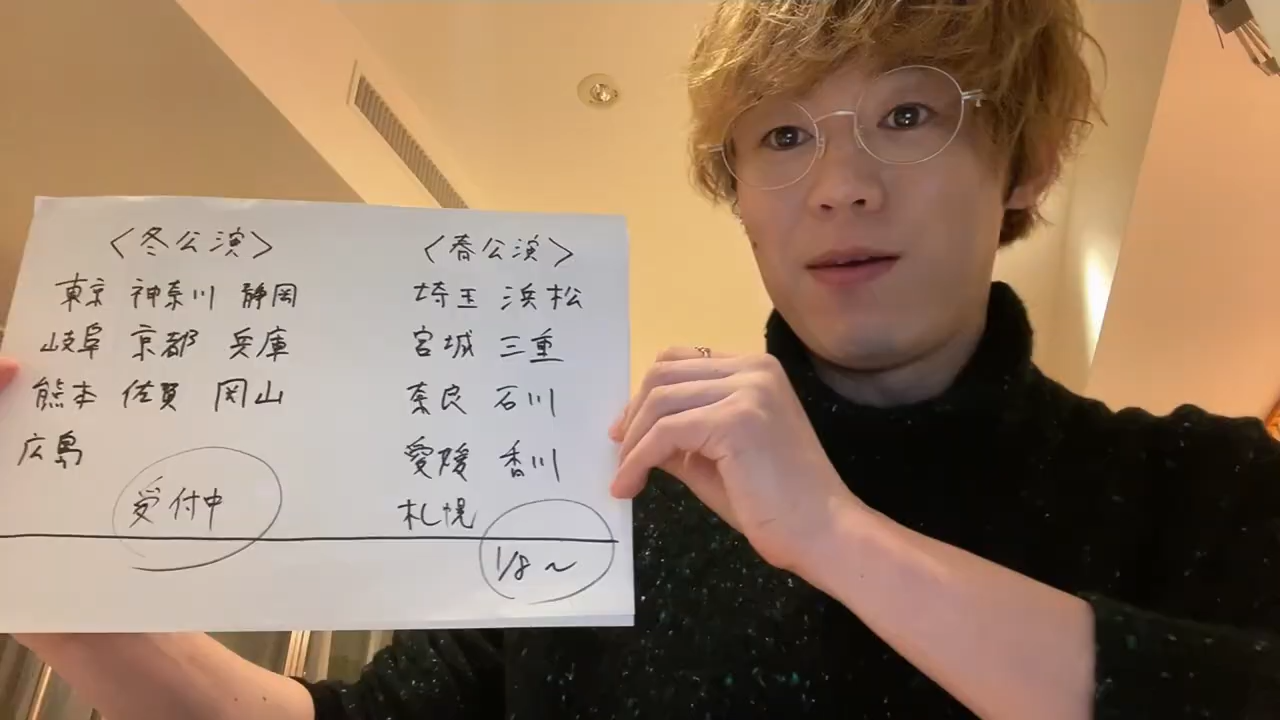 〈冬公演〉
東京 神奈川 静岡
岐阜 京都 兵庫
熊本 佐賀 岡山
広島
受付中
〈春公演〉
埼玉 浜松
宮城 三重
奈良 石川
愛媛 香川
札幌
1/8~